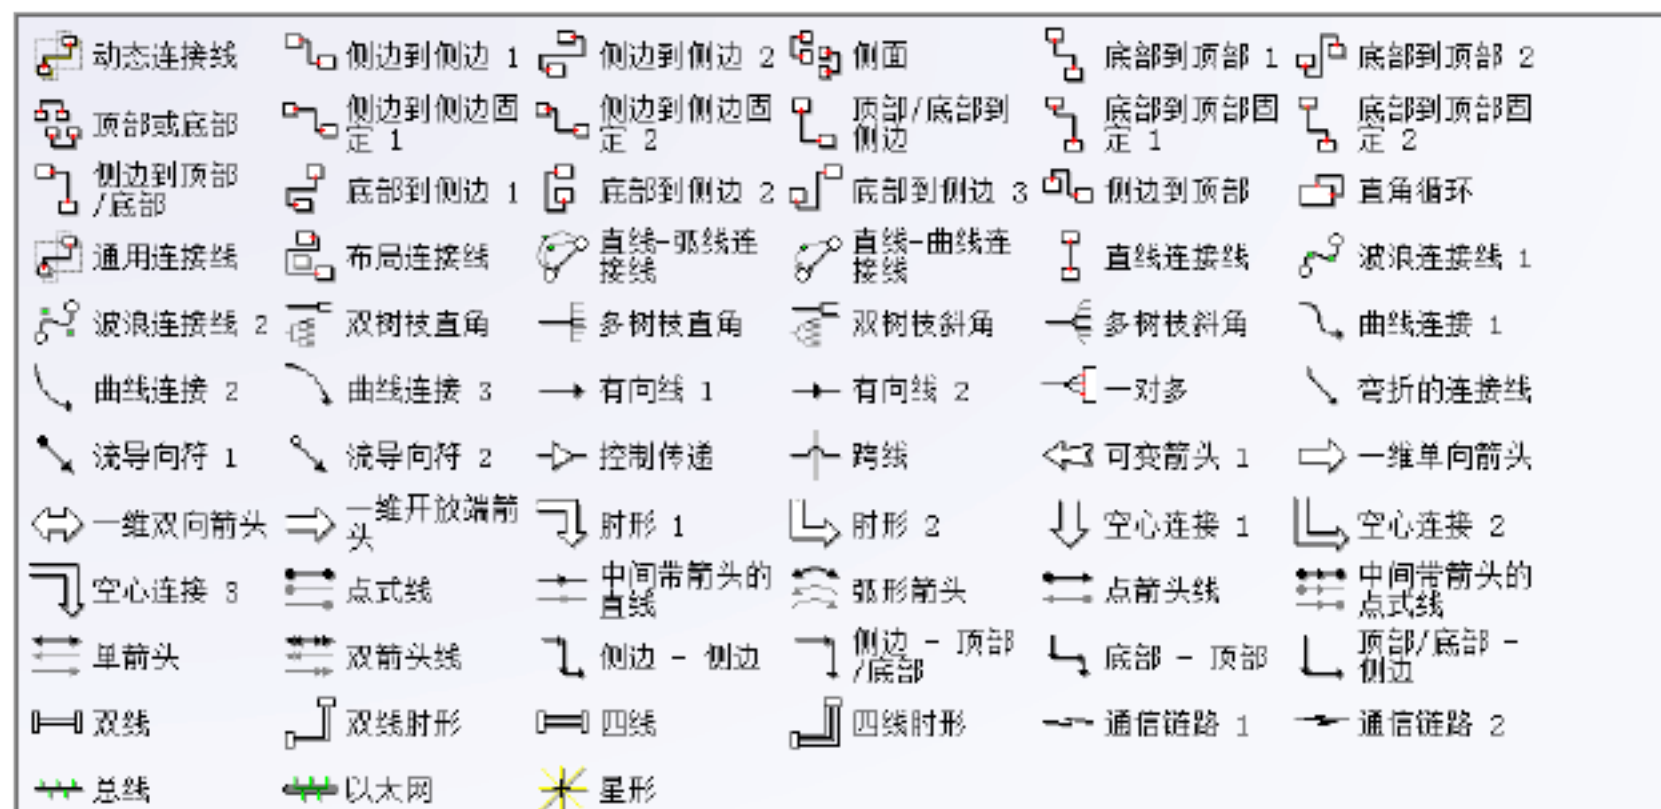 动态连接线 侧边到侧边 1 侧边到侧边 2 侧面 底部到顶部 1 底部到顶部 2
顶部或底部 侧边到侧边固定 1 侧边到侧边固定 2 顶部/底部到侧边 底部到顶部固定 1 底部到顶部固定 2
侧边到顶部/底部 底部到侧边 1 底部到侧边 2 底部到侧边 3 侧边到顶部 直角循环
通用连接线 布局连接线 直线-弧线连接线 直线-曲线连接线 直线连接线 波浪连接线 1
波浪连接线 2 双树枝直角 多树枝直角 双树枝斜角 多树枝斜角 曲线连接 1
曲线连接 2 曲线连接 3 有向线 1 有向线 2 一对多 弯折的连接线
流导向符 1 流导向符 2 控制传递 跨线 可变箭头 1 一维单向箭头
一维双向箭头 一维开放端箭头 肘形 1 肘形 2 空心连接 1 空心连接 2
空心连接 3 点式线 中间带箭头的直线 弧形箭头 点箭头线 中间带箭头的点式线
单箭头 双箭头线 侧边 - 侧边 侧边 - 顶部/底部 底部 - 顶部 顶部/底部 - 侧边
双线 双线肘形 四线 四线肘形 通信链路 1 通信链路 2
总线 以太网 星形